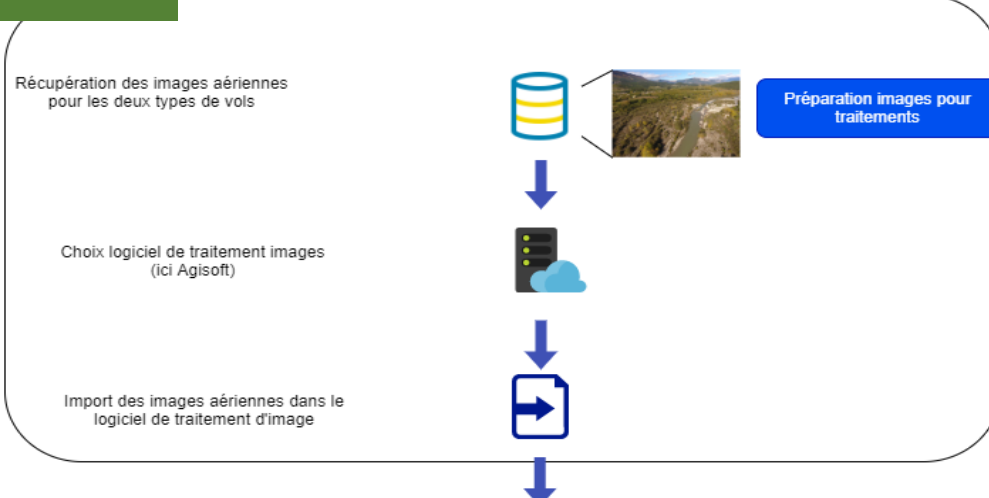 Récupération des images aériennes
pour les deux types de vols
Préparation images pour
traitements
Choix logiciel de traitement images
(ici Agisoft)
Import des images aériennes dans le
logiciel de traitement d'image